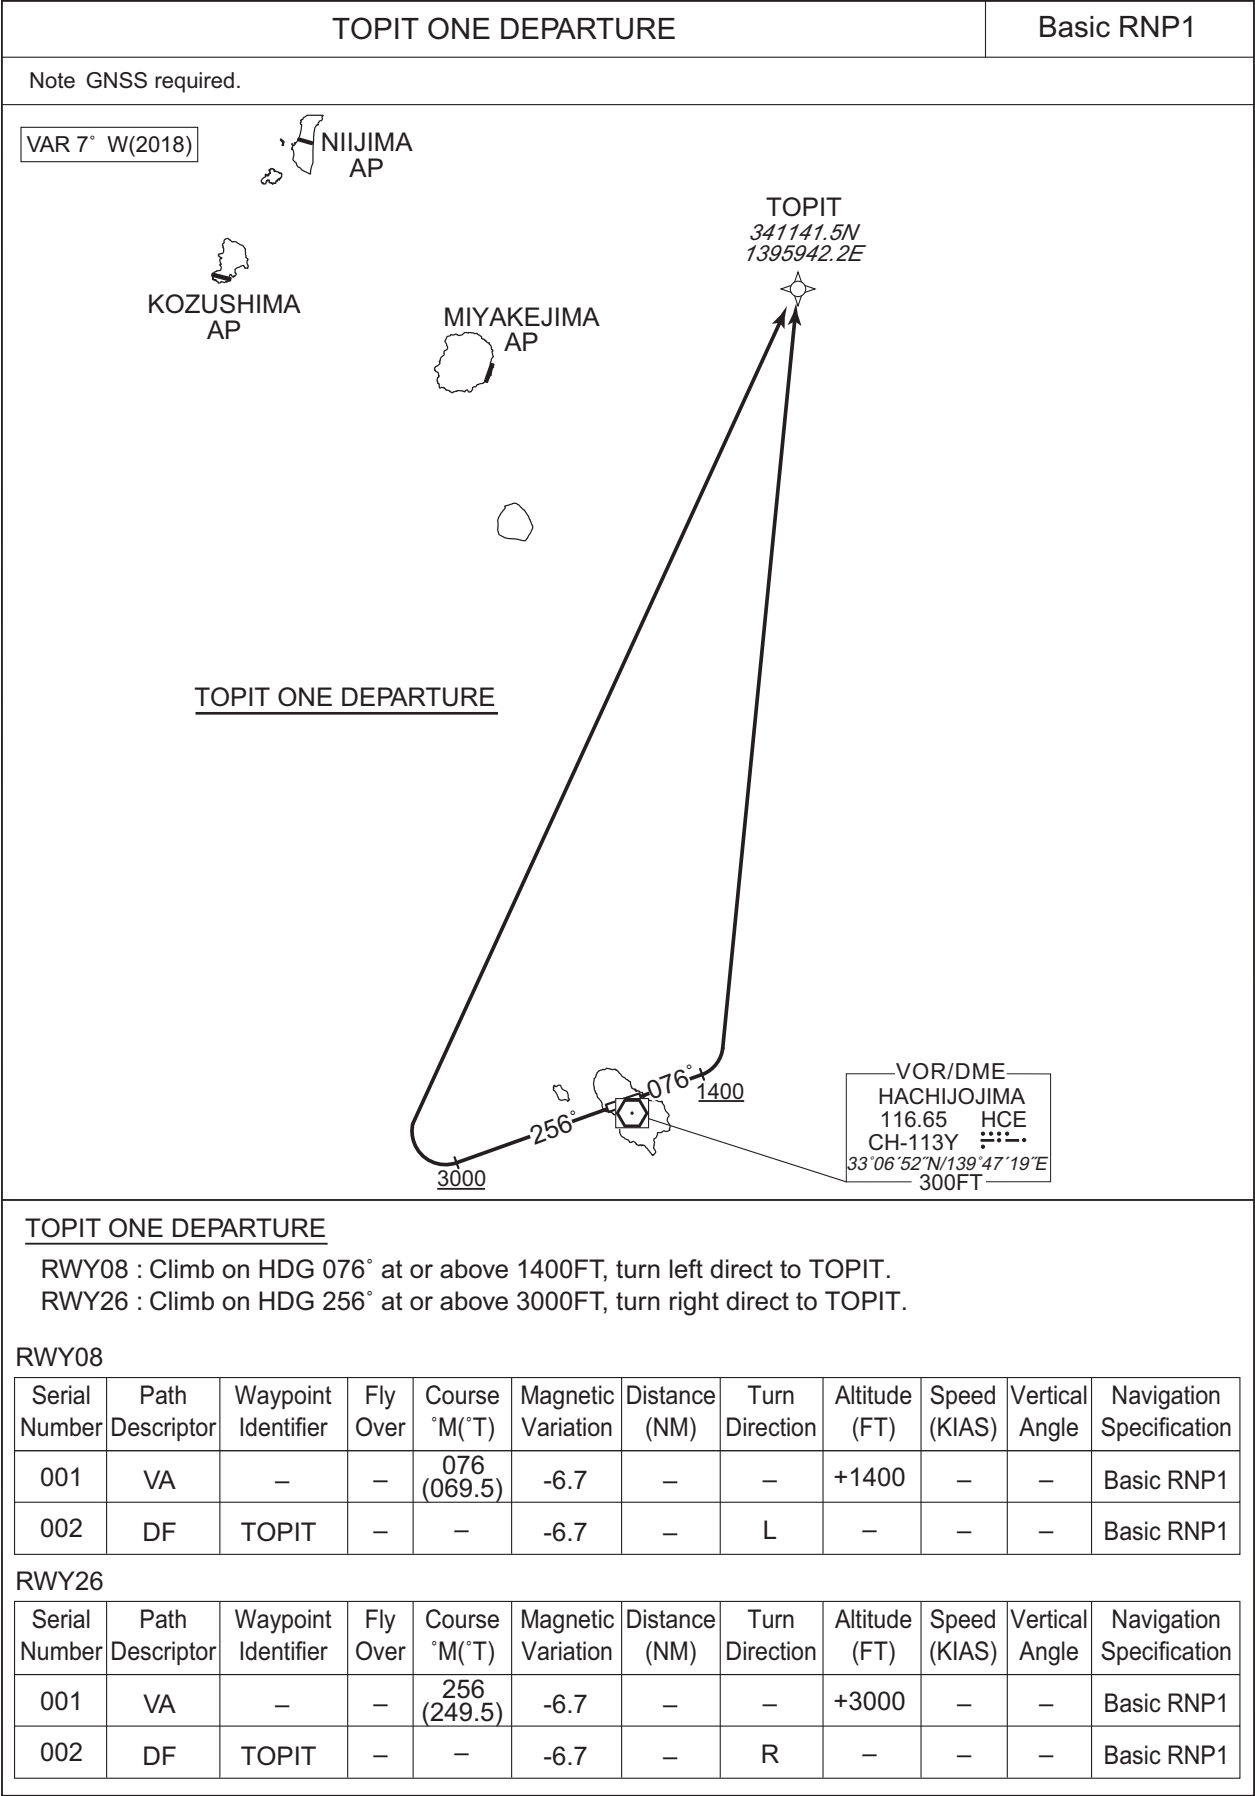 TOPIT ONE DEPARTURE
Basic RNP1
Note GNSS required.
VAR 7° W(2018)
NIIJIMA
AP
TOPIT
341141.5N
1395942.2E
KOZUSHIMA
AP
MIYAKEJIMA
AP
TOPIT ONE DEPARTURE
076°
1400
256°
3000
VOR/DME
HACHIJOJIMA
116.65 HCE
CH-113Y
33°06′52″N/139°47′19″E
300FT
TOPIT ONE DEPARTURE
RWY08 : Climb on HDG 076° at or above 1400FT, turn left direct to TOPIT.
RWY26 : Climb on HDG 256° at or above 3000FT, turn right direct to TOPIT.
RWY08
Serial Path Waypoint Fly Course Magnetic Distance Turn Altitude Speed Vertical Navigation
Number Descriptor Identifier Over °M(°T) Variation (NM) Direction (FT) (KIAS) Angle Specification
001 VA – – 076 (069.5) -6.7 – – +1400 – – Basic RNP1
002 DF TOPIT – – -6.7 – L – – – Basic RNP1
RWY26
Serial Path Waypoint Fly Course Magnetic Distance Turn Altitude Speed Vertical Navigation
Number Descriptor Identifier Over °M(°T) Variation (NM) Direction (FT) (KIAS) Angle Specification
001 VA – – 256 (249.5) -6.7 – – +3000 – – Basic RNP1
002 DF TOPIT – – -6.7 – R – – – Basic RNP1